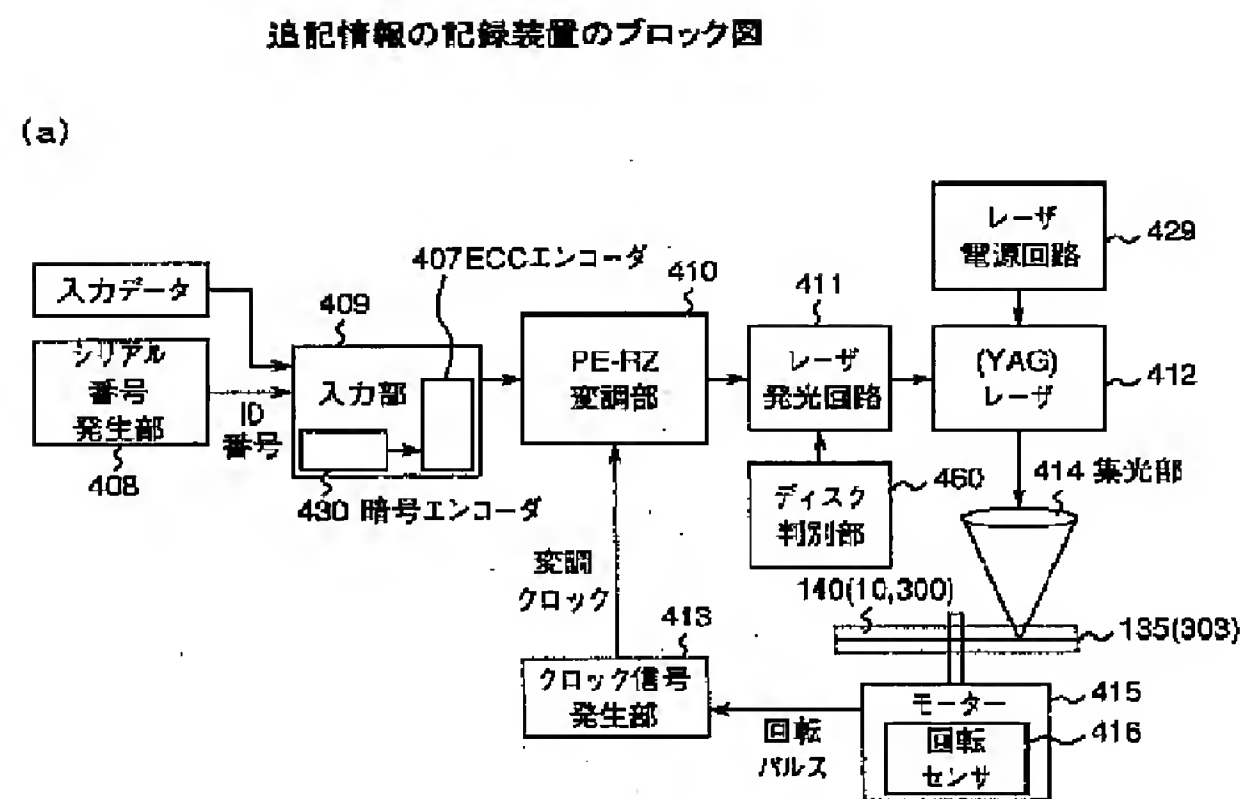 追記情報の記録装置のブロック図
(a)
レーザ
電源回路
429
407ECCエンコーダ
410
411
入力データ
409
シリアル
番号
発生部
408
ID
番号
入力部
430 暗号エンコーダ
PE-RZ
変調部
レーザ
発光回路
(YAG)
レーザ
412
ディスク
判別部
460
414 集光部
変調
クロック
413
クロック信号
発生部
140(10,300)
135(303)
モーター
415
回転
センサ
416
回転
パルス